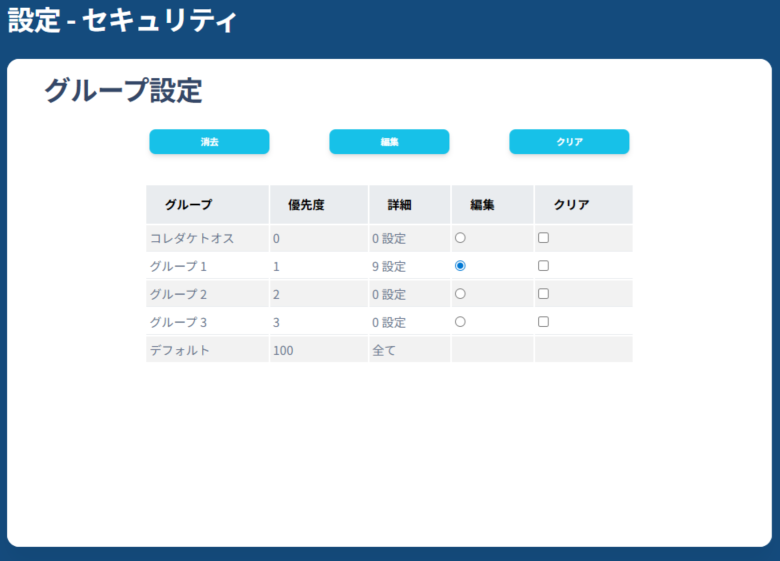 設定 - セキュリティ
グループ設定
消去 編集 クリア
グループ 優先度 詳細 編集 クリア
コレダケトオス 0 0 設定
グループ 1 1 9 設定
グループ 2 2 0 設定
グループ 3 3 0 設定
デフォルト 100 全て